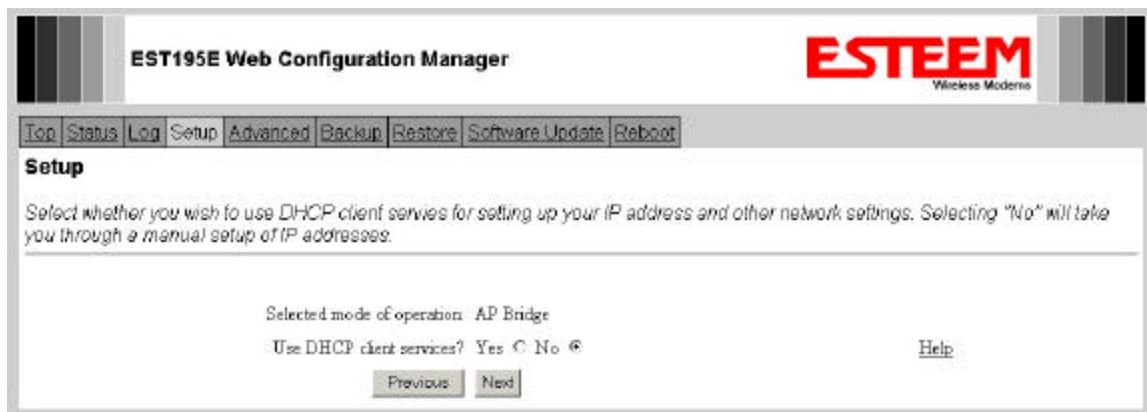 EST195E Web Configuration Manager
ESTEEM
Wireless Modems
Top Status Log Setup Advanced Backup Restore Software Update Reboot
Setup
Select whether you wish to use DHCP client servies for setting up your IP address and other network settings. Selecting "No" will take
you through a manual setup of IP addresses.
Selected mode of operation: AP Bridge
Use DHCP client services? Yes No
Help
Previous Next